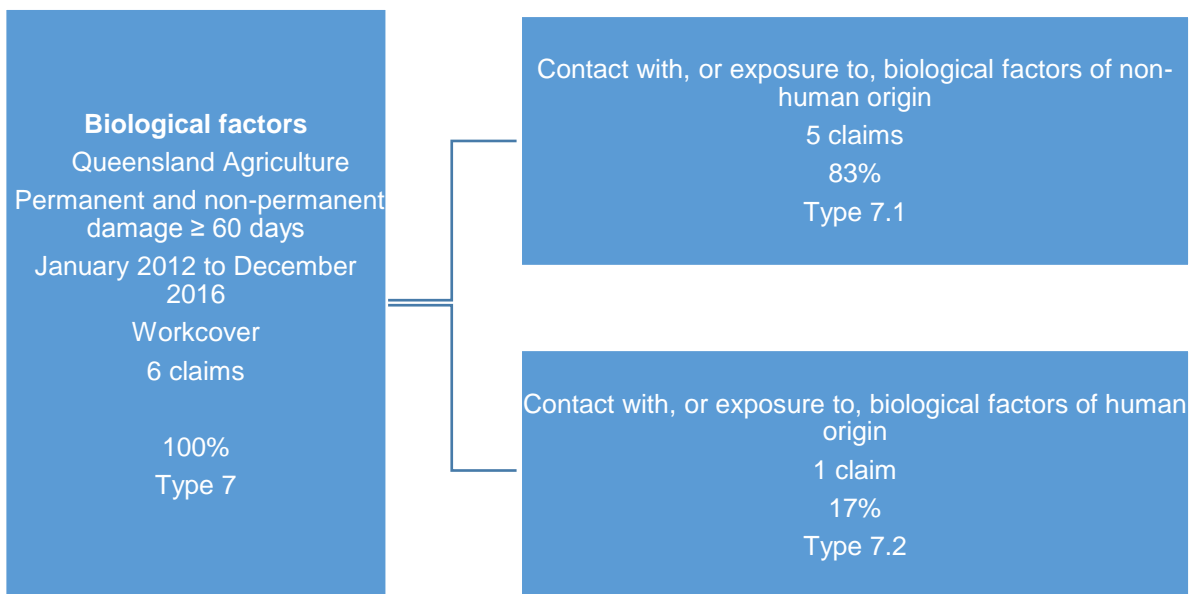 Biological factors
Queensland Agriculture
Permanent and non-permanent
damage ≥ 60 days
January 2012 to December
2016
Workcover
6 claims
100%
Type 7
Contact with, or exposure to, biological factors of non-
human origin
5 claims
83%
Type 7.1
Contact with, or exposure to, biological factors of human
origin
1 claim
17%
Type 7.2